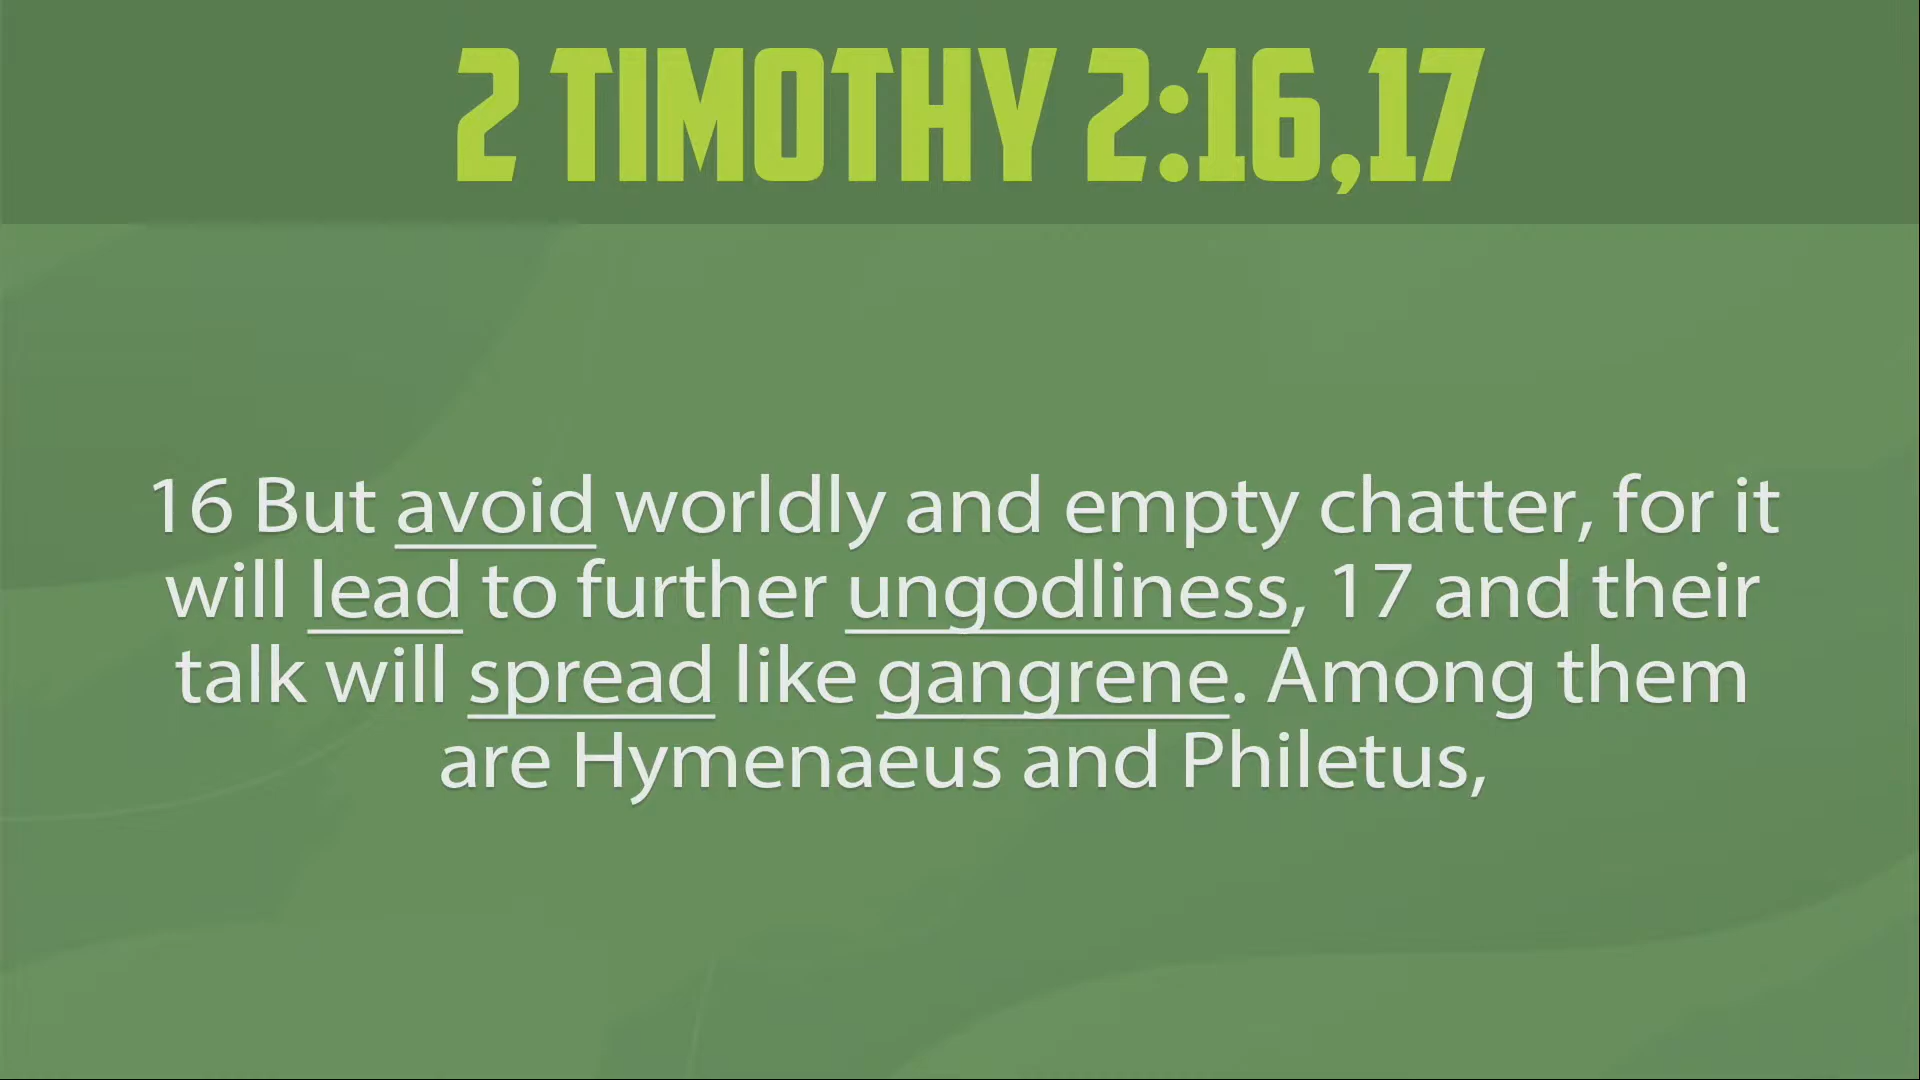 2 TIMOTHY 2:16,17
16 But avoid worldly and empty chatter, for it
will lead to further ungodliness, 17 and their
talk will spread like gangrene. Among them
are Hymenaeus and Philetus,